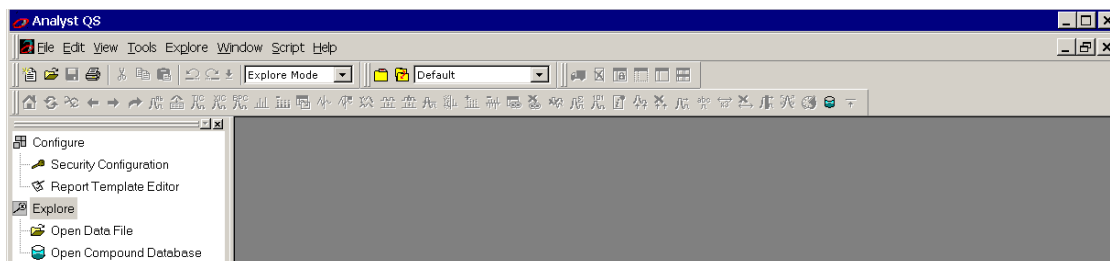 Analyst QS
File Edit View Tools Explore Window Script Help
Explore Mode Default
Configure
Security Configuration
Report Template Editor
Explore
Open Data File
Open Compound Database